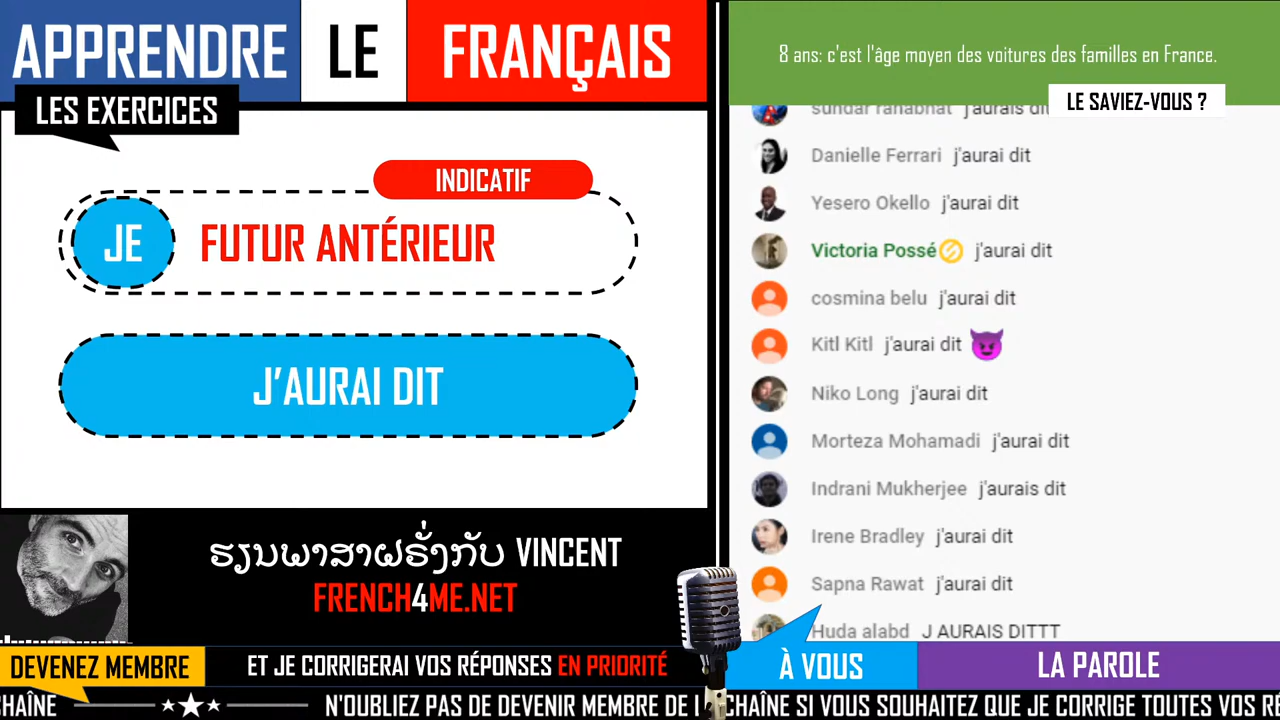 APPRENDRE LE FRANÇAIS
LES EXERCICES
INDICATIF
JE FUTUR ANTÉRIEUR
J'AURAI DIT
ຮຽນພາສາຝຣັ່ງກັບ VINCENT
FRENCH4ME.NET
DEVENEZ MEMBRE
ET JE CORRIGERAI VOS RÉPONSES EN PRIORITÉ
8 ans: c'est l'âge moyen des voitures des familles en France.
LE SAVIEZ-VOUS ?
sundar ranabhat j'aurais
Danielle Ferrari j'aurai dit
Yesero Okello j'aurai dit
Victoria Possé j'aurai dit
cosmina belu j'aurai dit
Kitl Kitl j'aurai dit
Niko Long j'aurai dit
Morteza Mohamadi j'aurai dit
Indrani Mukherjee j'aurais dit
Irene Bradley j'aurai dit
Sapna Rawat j'aurai dit
Huda alabd J AURAIS DITTT
À VOUS LA PAROLE
CHAÎNE N'OUBLIEZ PAS DE DEVENIR MEMBRE DE CHAÎNE SI VOUS SOUHAITEZ QUE JE CORRIGE TOUTES VOS